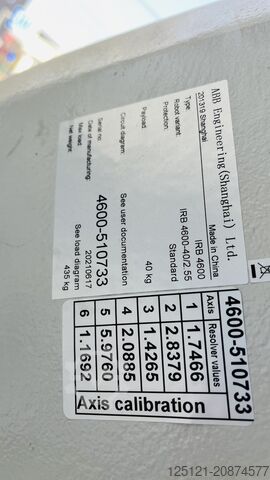 ABB Engineering(Shanghai) Ltd.
201319 Shanghai Made in China
Type: IRB 4600
Robot variant: IRB 4600-40/2.55
Protection: Standard
Payload: 40 kg
Circuit diagram: See user documentation
Serial no: 4600-510733
Date of manufacturing: 20210617
Max load: See load diagram
Net weight: 435 kg
4600-510733
Axis Resolver values
1 1.7466
2 2.8379
3 1.4265
4 2.0885
5 5.9760
6 1.1692
Axis calibration
125121-20874577